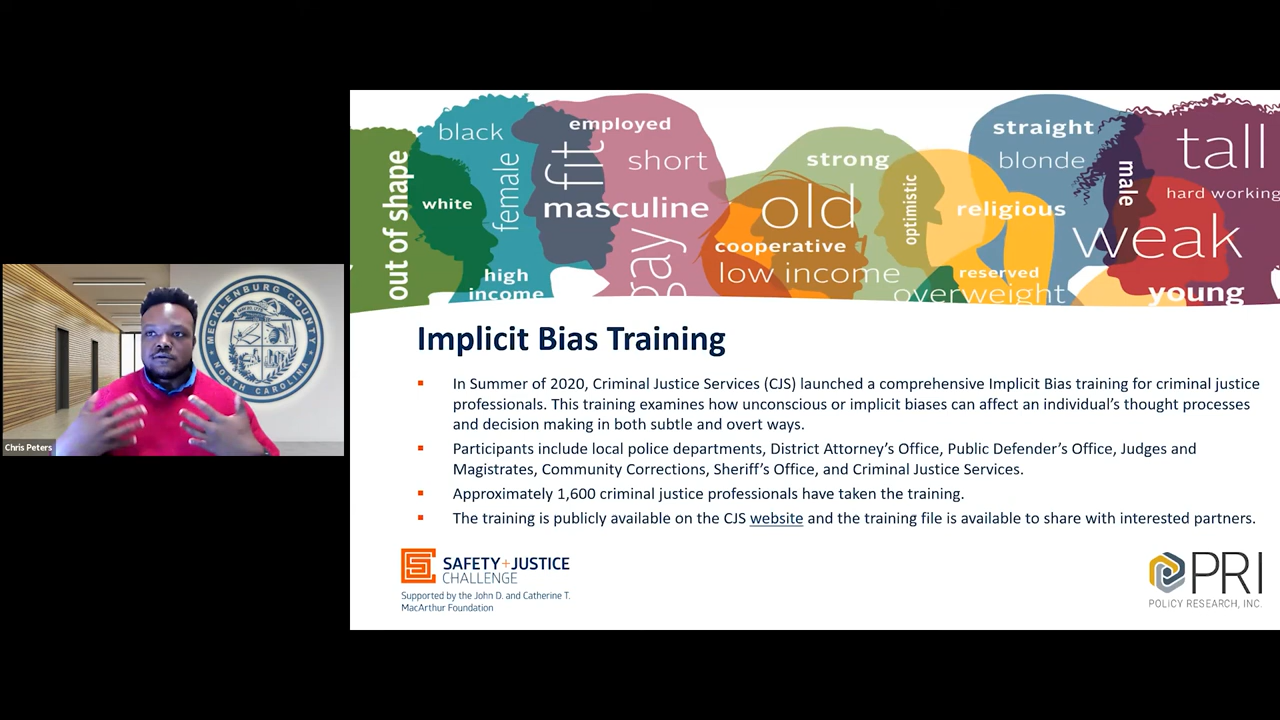 out of shape
black
white
female
high
income
employed
fit
short
masculine
gay
strong
old
cooperative
low income
optimistic
religious
reserved
overweight
straight
blonde
male
tall
hard working
weak
young
MECKLENBURG COUNTY
NORTH CAROLINA
Chris Peters
Implicit Bias Training
▪ In Summer of 2020, Criminal Justice Services (CJS) launched a comprehensive Implicit Bias training for criminal justice
professionals. This training examines how unconscious or implicit biases can affect an individual’s thought processes
and decision making in both subtle and overt ways.
▪ Participants include local police departments, District Attorney’s Office, Public Defender’s Office, Judges and
Magistrates, Community Corrections, Sheriff’s Office, and Criminal Justice Services.
▪ Approximately 1,600 criminal justice professionals have taken the training.
▪ The training is publicly available on the CJS website and the training file is available to share with interested partners.
SAFETY+JUSTICE
CHALLENGE
Supported by the John D. and Catherine T.
MacArthur Foundation
PRI
POLICY RESEARCH, INC.